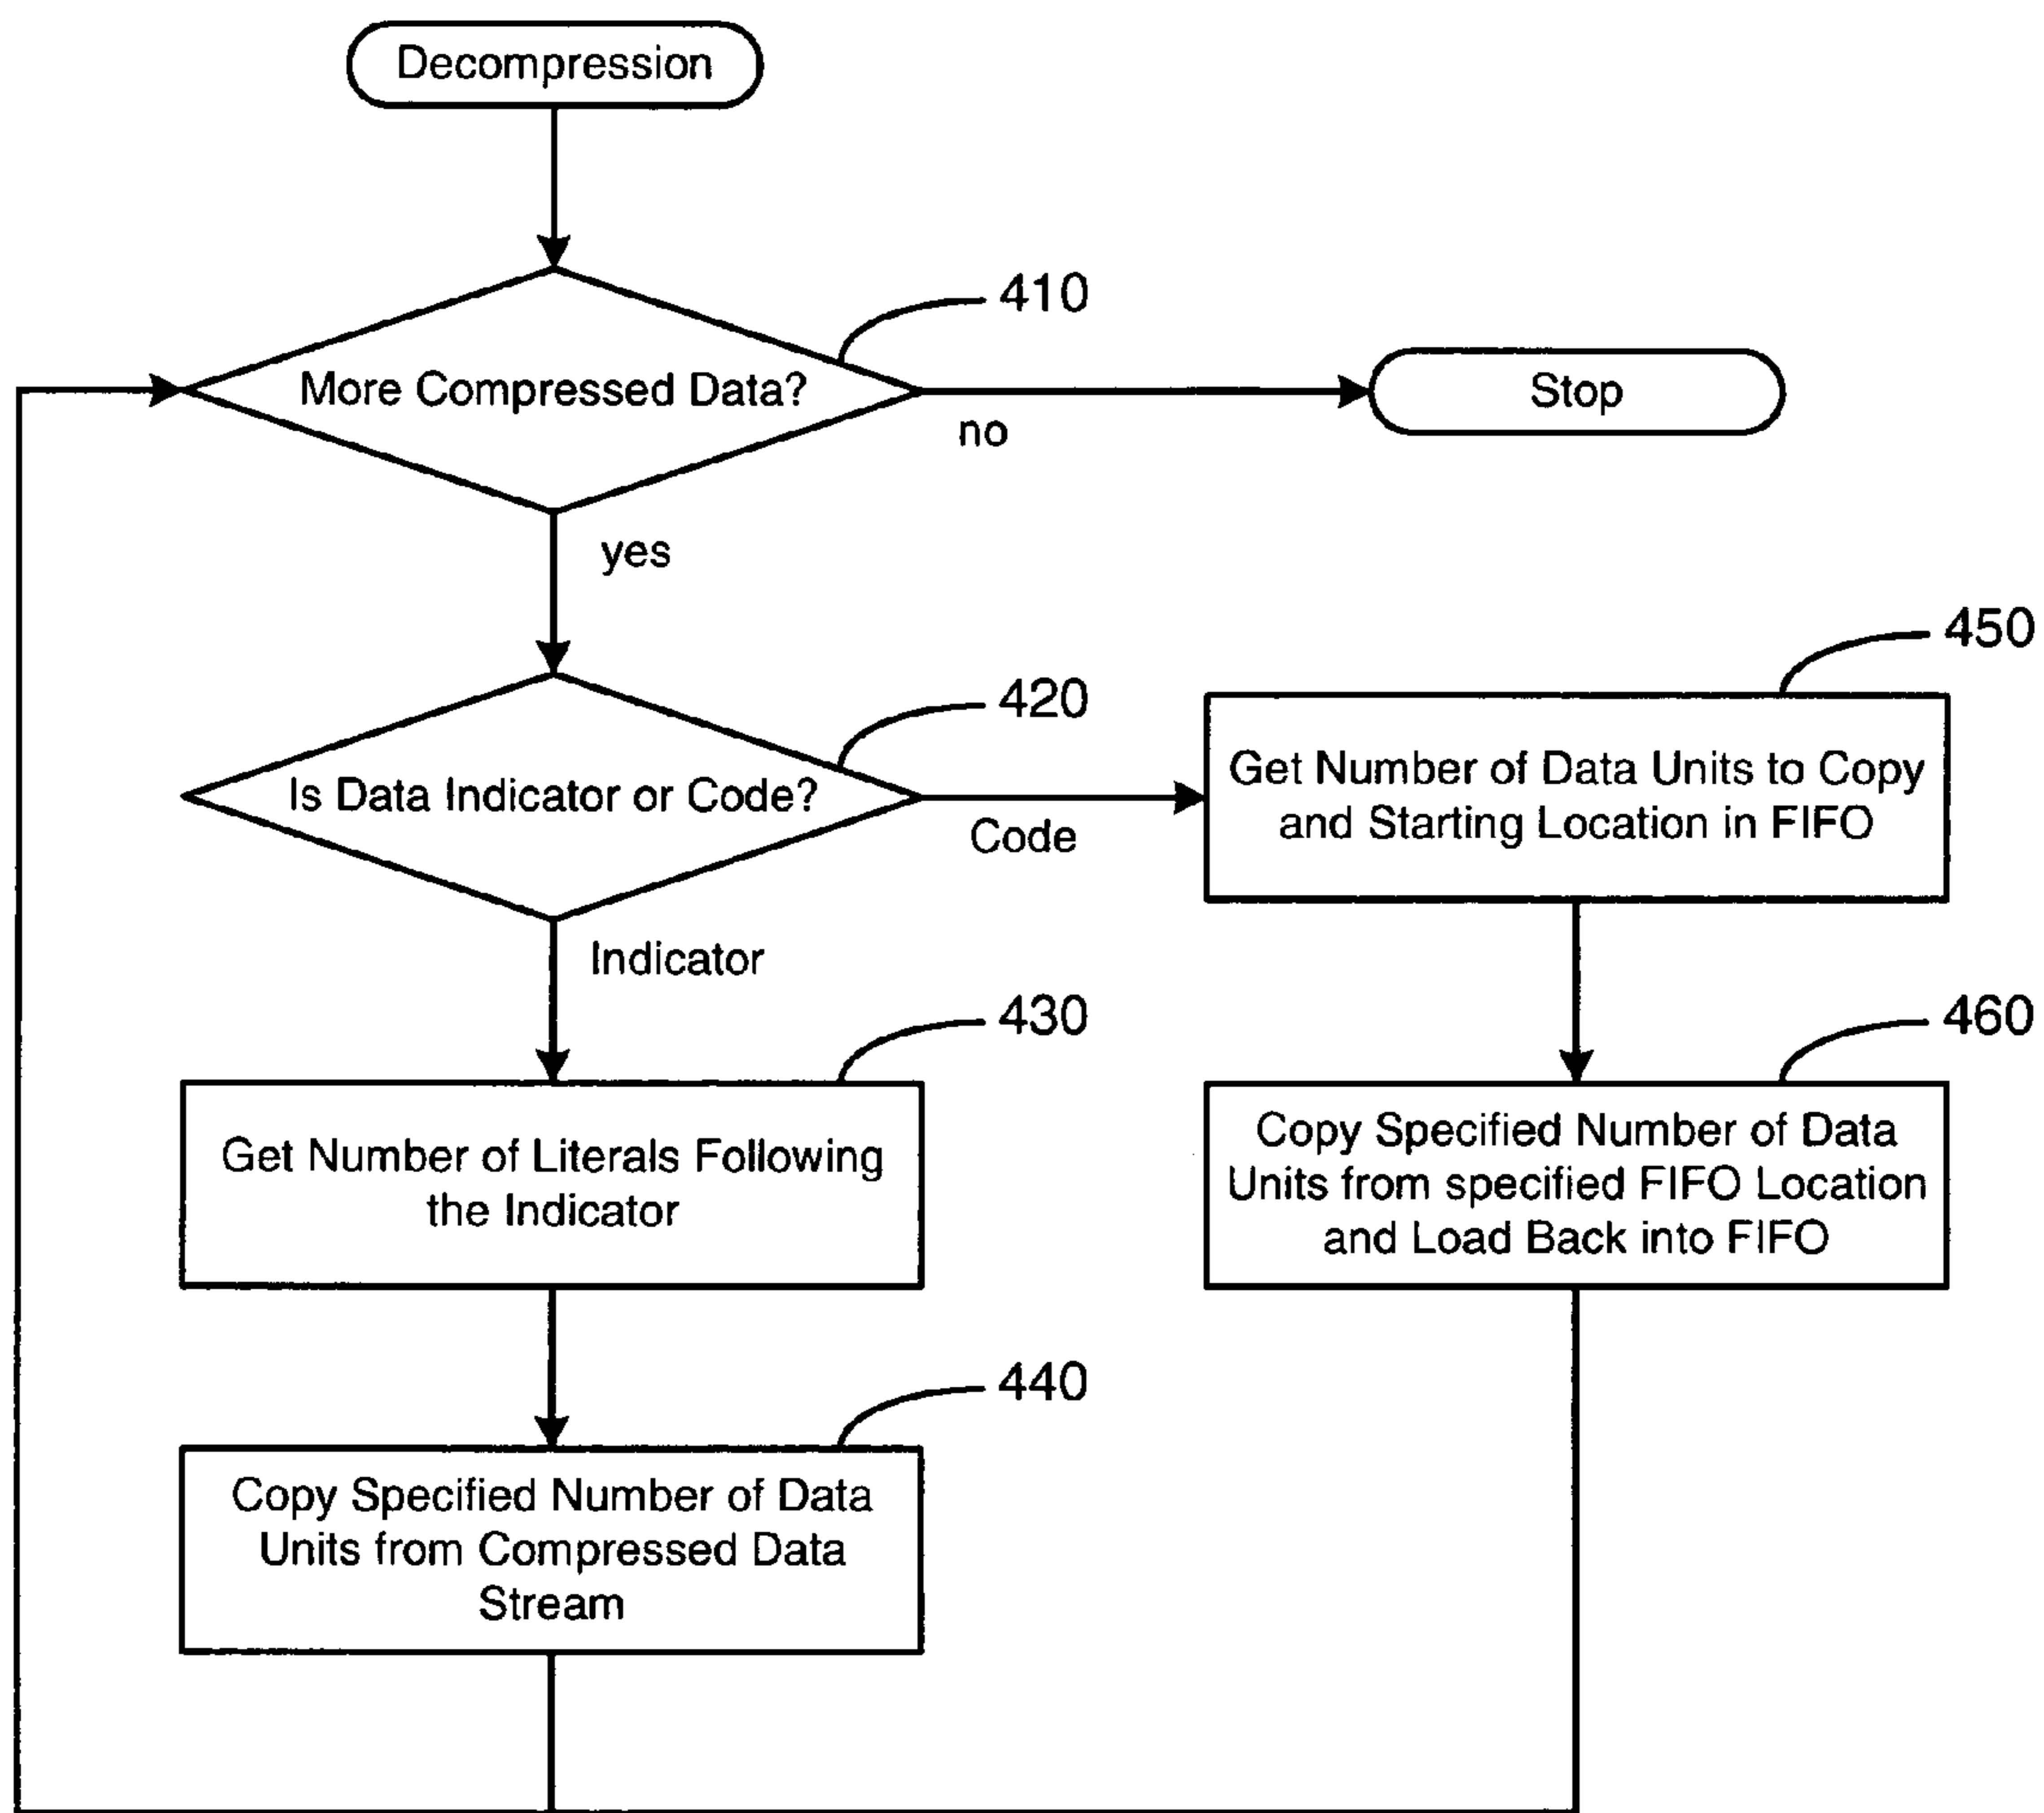 Decompression
410
More Compressed Data?
Stop
no
yes
450
420
Get Number of Data Units to Copy
and Starting Location in FIFO
Is Data Indicator or Code?
Code
Indicator
430
460
Get Number of Literals Following
the Indicator
Copy Specified Number of Data
Units from specified FIFO Location
and Load Back into FIFO
440
Copy Specified Number of Data
Units from Compressed Data
Stream